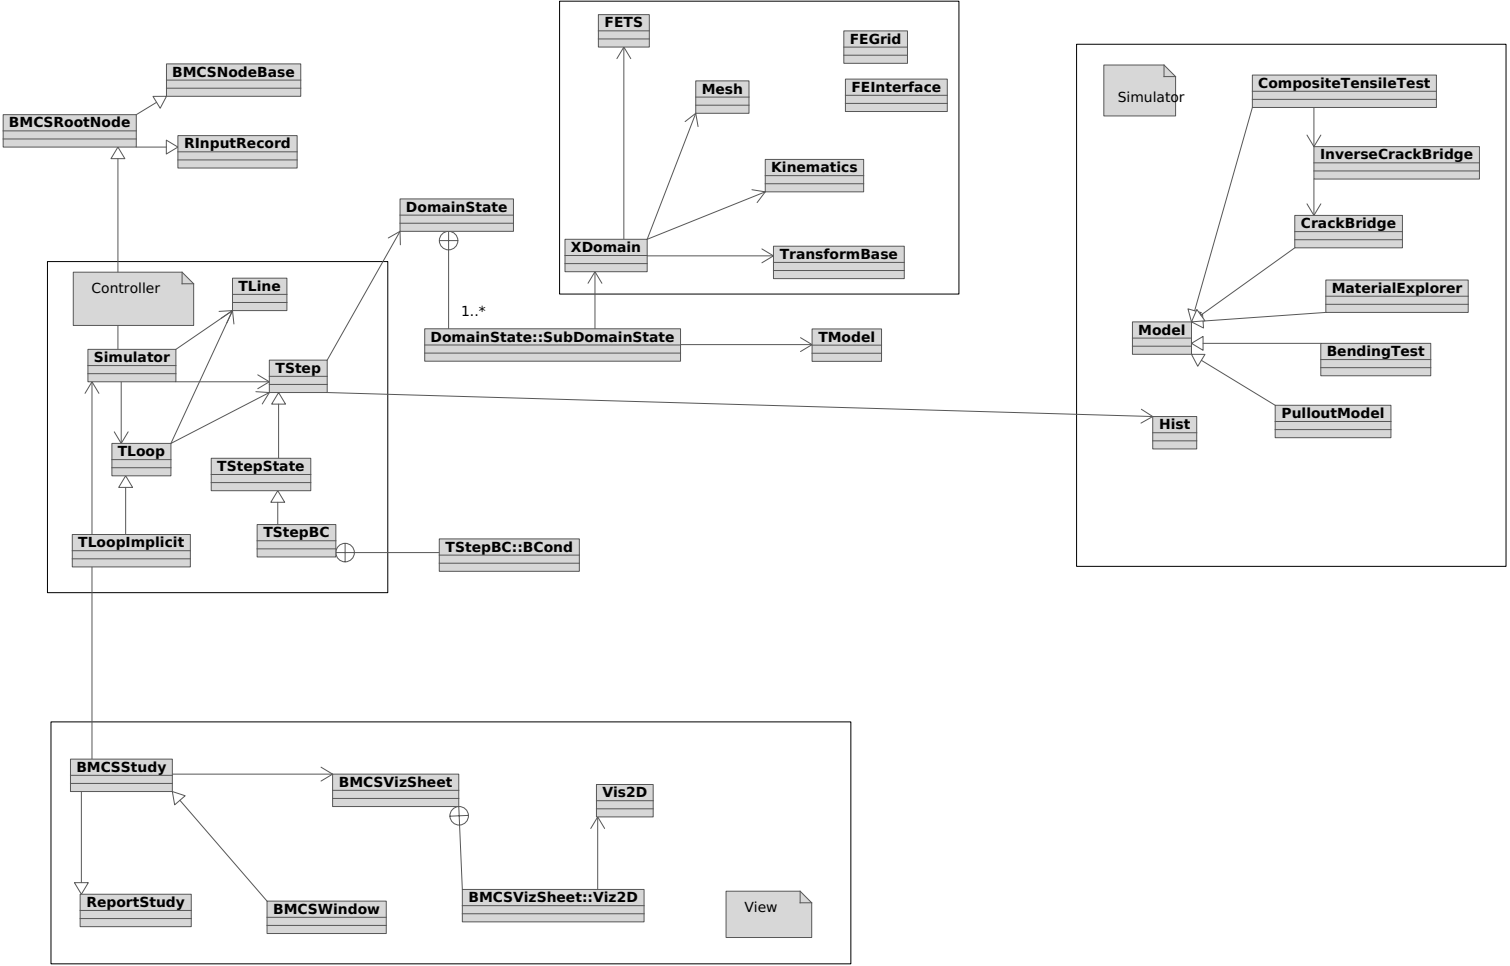 FETS
FEGrid
BMCSNodeBase
Mesh
FEInterface
CompositeTensileTest
Simulator
BMCSRootNode
RInputRecord
InverseCrackBridge
Kinematics
DomainState
CrackBridge
XDomain
TransformBase
Controller
TLine
MaterialExplorer
1..*
DomainState::SubDomainState
TModel
Model
Simulator
TStep
BendingTest
PulloutModel
Hist
TLoop
TStepState
TStepBC
TLoopImplicit
TStepBC::BCond
BMCSStudy
BMCSVizSheet
Vis2D
ReportStudy
BMCSWindow
BMCSVizSheet::Viz2D
View